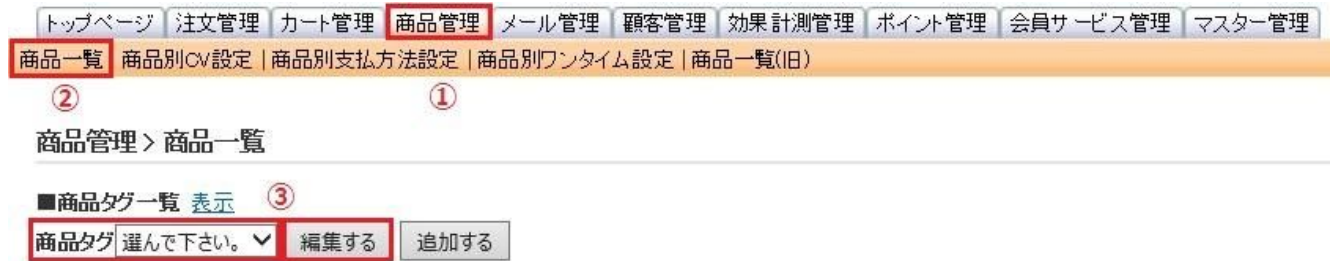 トップページ 注文管理 カート管理 商品管理 メール管理 顧客管理 効果計測管理 ポイント管理 会員サービス管理 マスター管理
商品一覧 商品別CV設定 | 商品別支払方法設定 | 商品別ワンタイム設定 | 商品一覧(旧)
② ①
商品管理 > 商品一覧
■商品タグ一覧 表示 ③
商品タグ 選んで下さい。 編集する 追加する